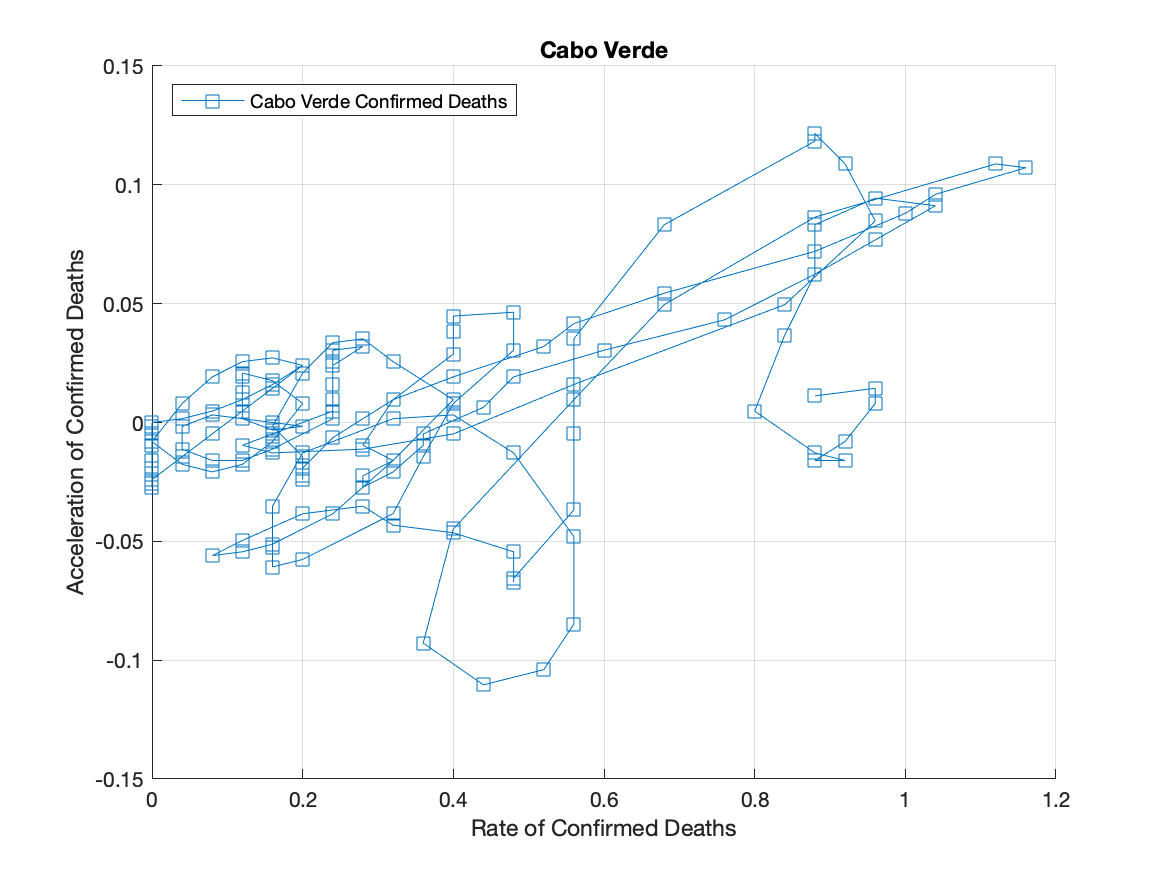 Cabo Verde
Cabo Verde Confirmed Deaths
0.15
0.1
0.05
0
-0.05
-0.1
-0.15
Acceleration of Confirmed Deaths
0 0.2 0.4 0.6 0.8 1 1.2
Rate of Confirmed Deaths